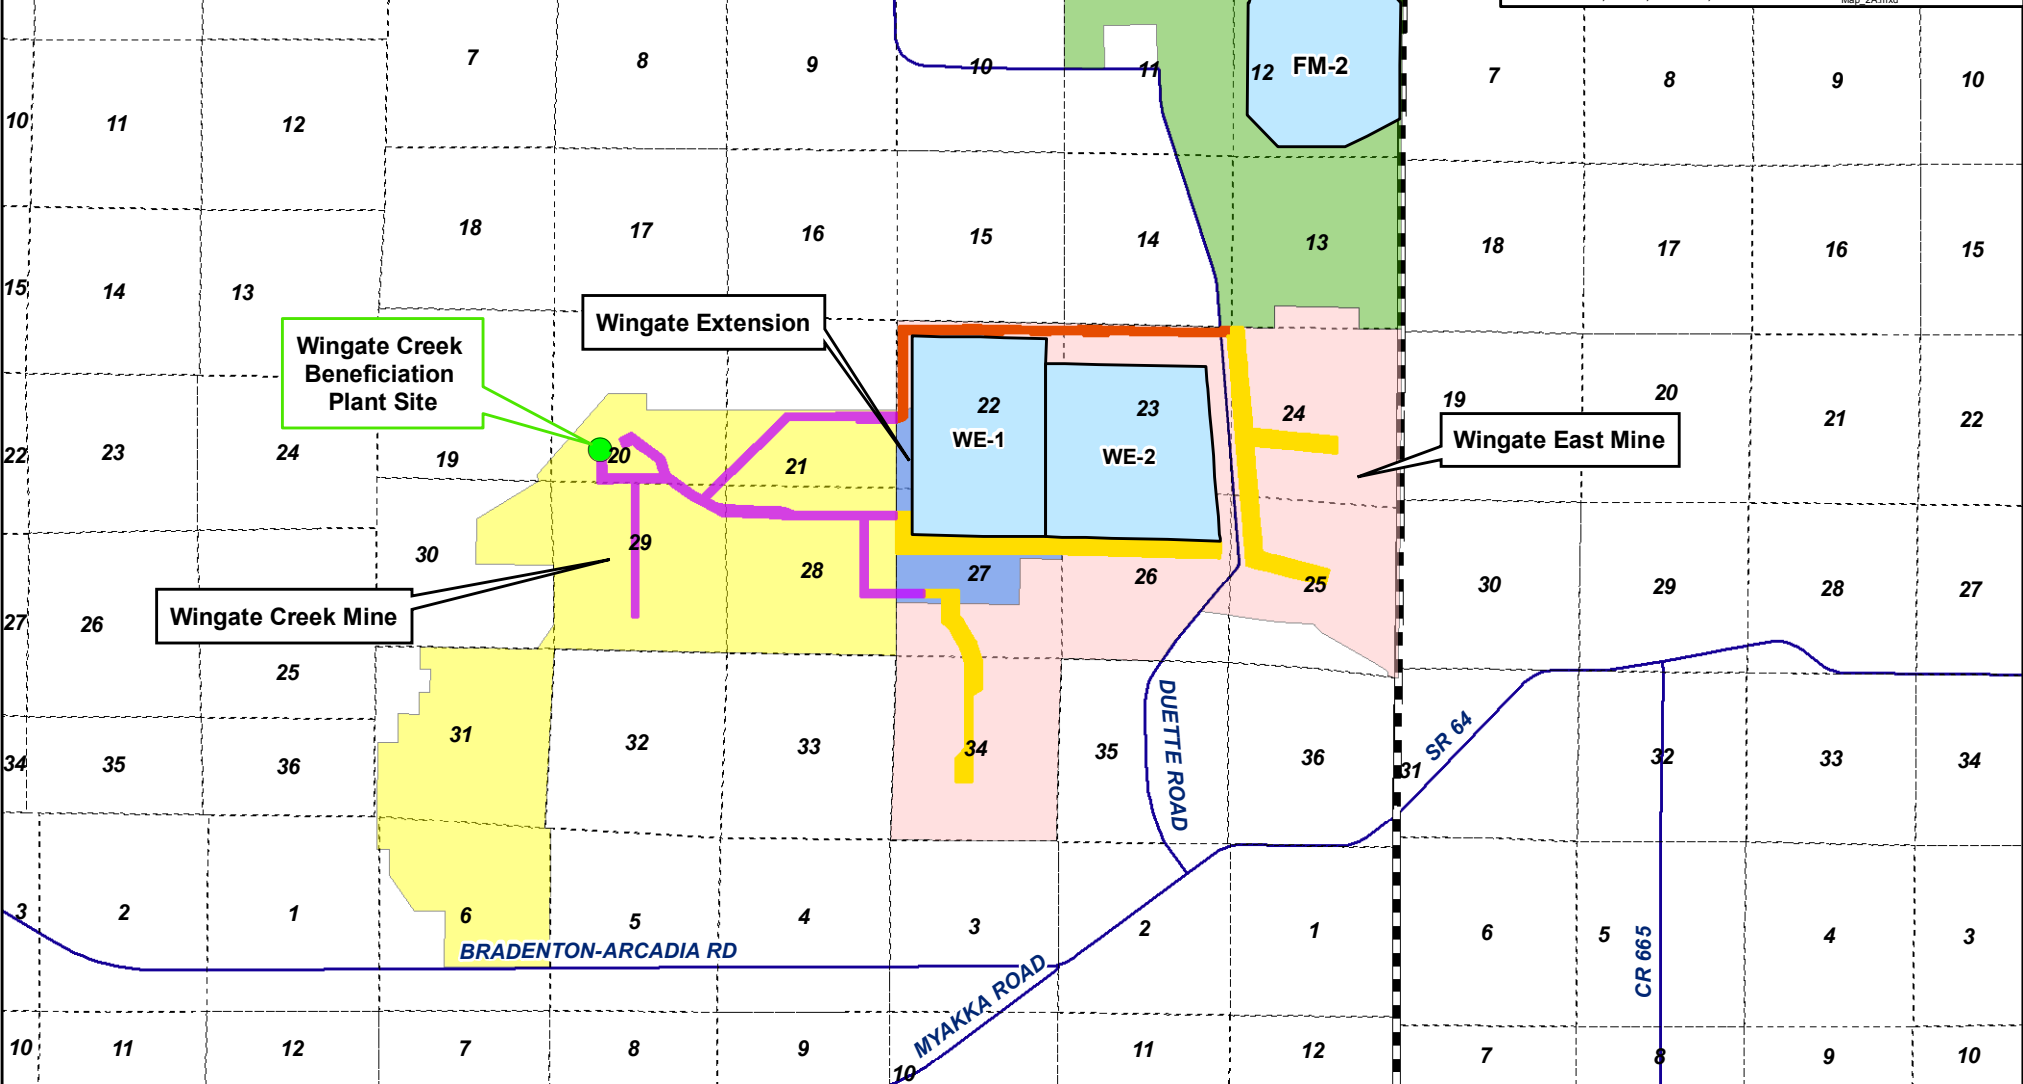 Map_2A.mxd
7 8 9 10 11 12 FM-2 7 8 9 10
10 11 12
18 17 16 15 14 13 18 17 16 15
15 14 13
Wingate Extension
Wingate Creek
Beneficiation
Plant Site
22 23 24 19 20 21 22
WE-1 WE-2
Wingate East Mine
22 23 24 19 20 21
30 29 28 27 26 25 30 29 28 27
Wingate Creek Mine
27 26
25
31 32 33 34 35 36 31 32 33 34
34 35 36
DUETTE ROAD
SR 64
3 2 1 6 5 4 3 2 1 6 5 4 3
BRADENTON-ARCADIA RD
MYAKKA ROAD
CR 665
10 11 12 7 8 9 10 11 12 7 8 9 10